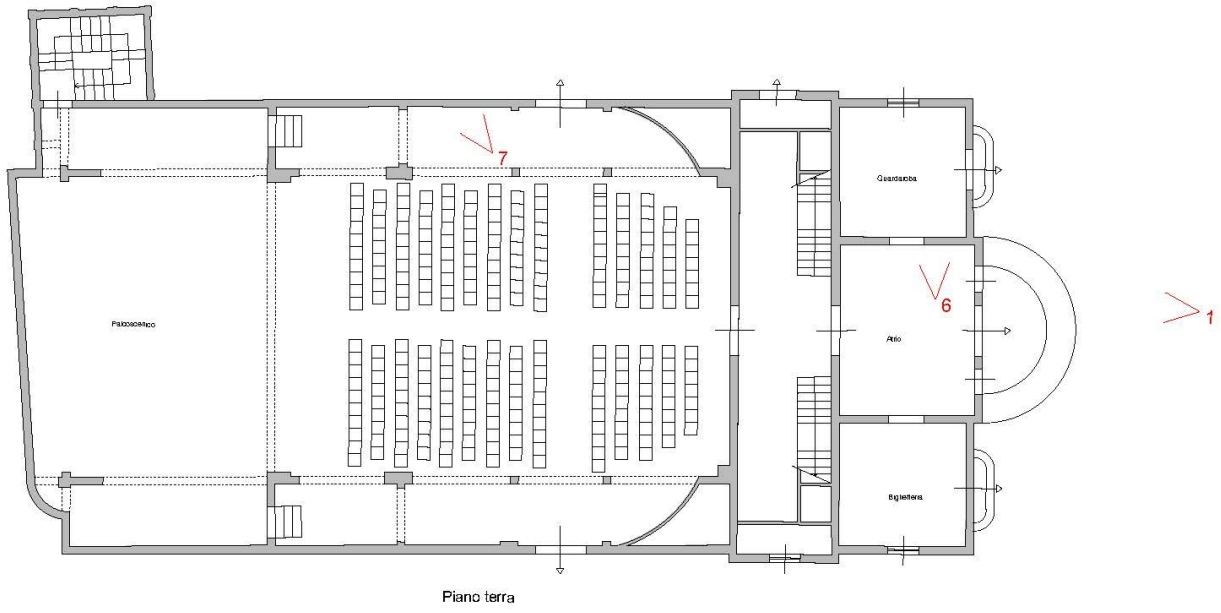 7
Guardaroba
6
1
Palcoscenico
Atrio
Biglietteria
Piano terra